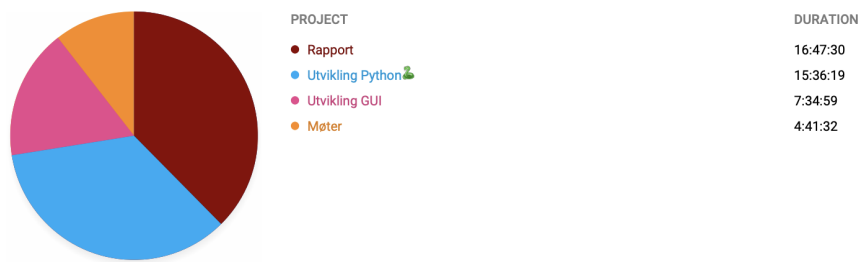 PROJECT DURATION
Rapport 16:47:30
Utvikling Python🐍 15:36:19
Utvikling GUI 7:34:59
Møter 4:41:32